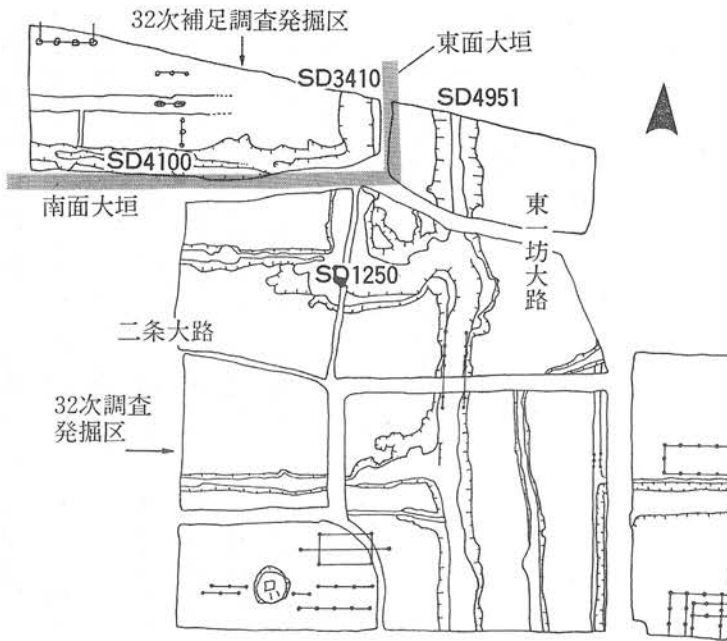 32次補足調査発掘区
東面大垣
SD3410
SD4951
SD4100
南面大垣
東一坊大路
SD1250
二条大路
32次調査
発掘区